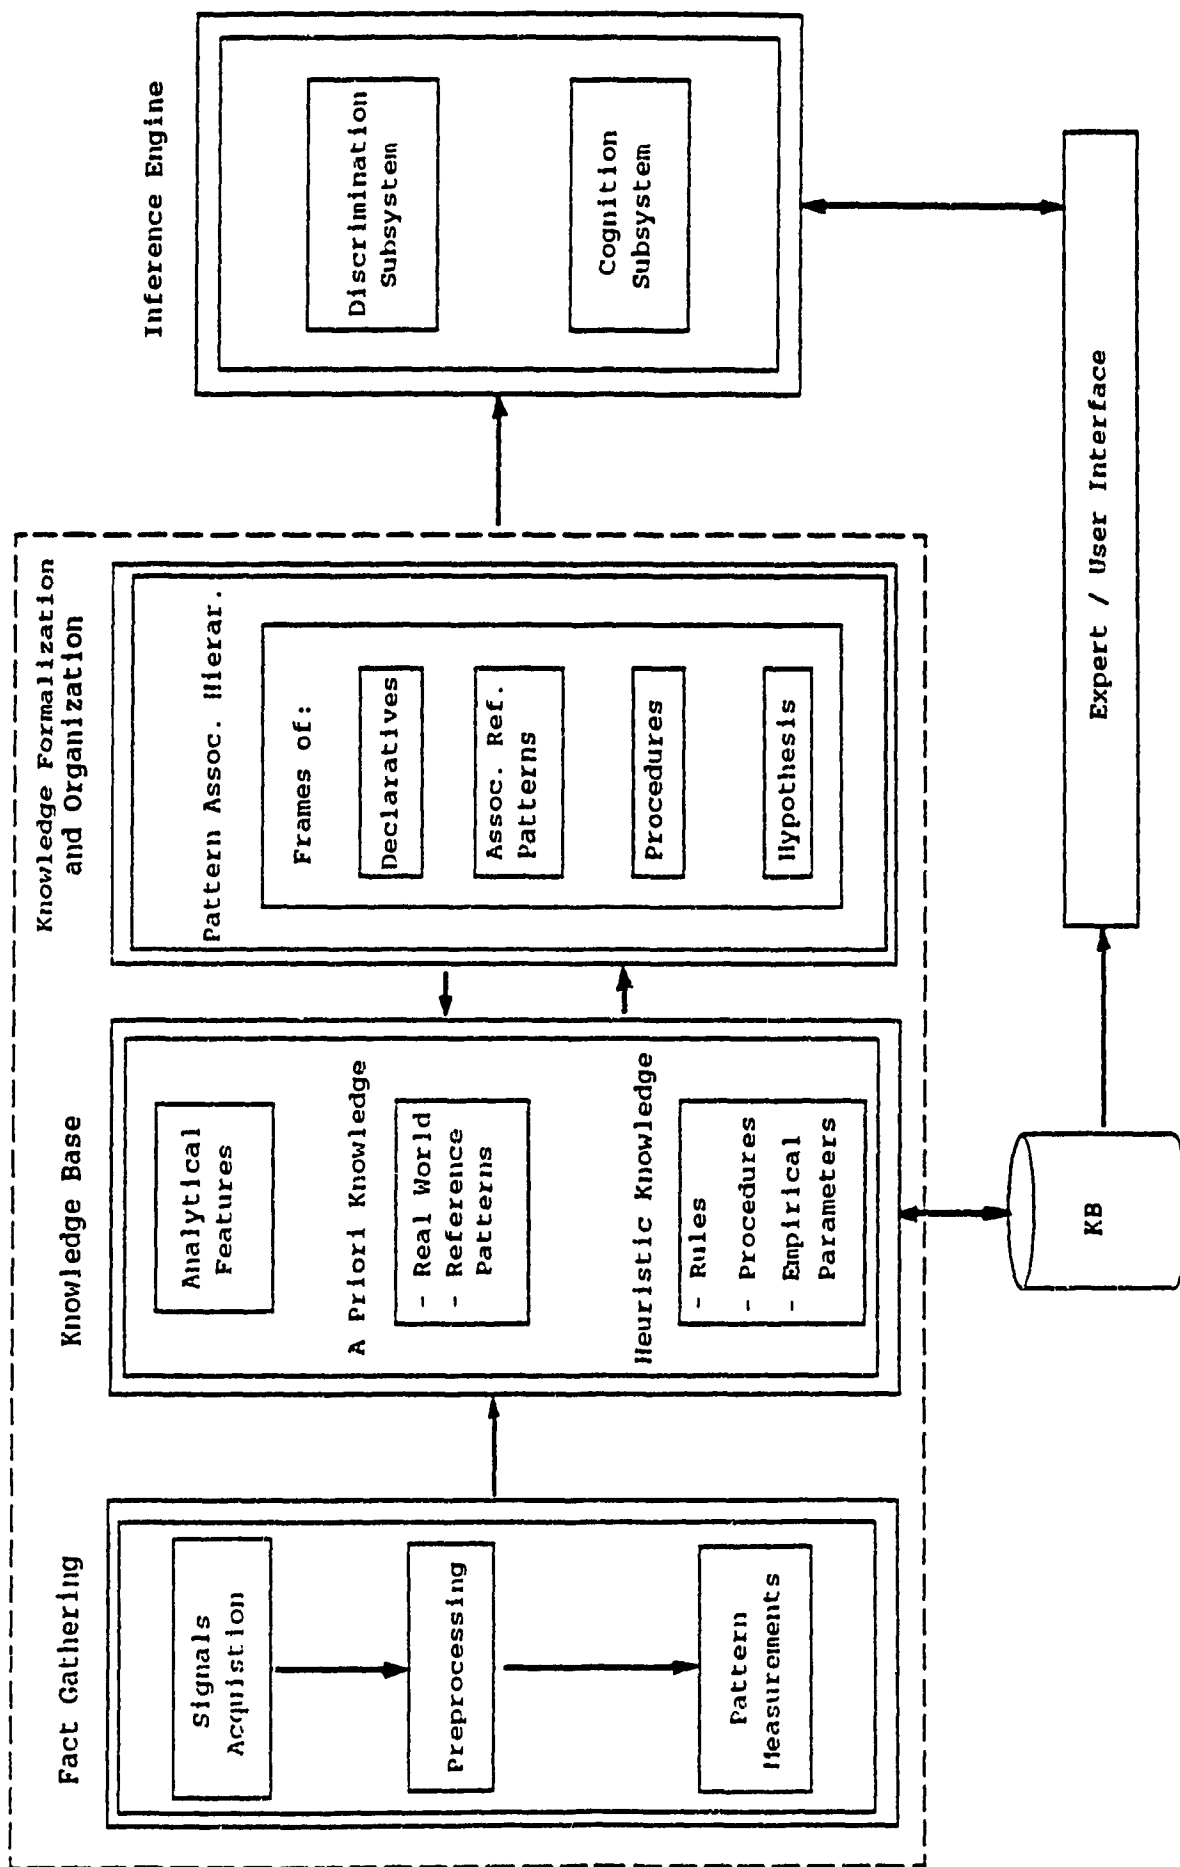 Fact Gathering
Signals
Acquistion
Preprocessing
Pattern
Measurements
Knowledge Base
Analytical
Features
A Priori Knowledge
- Real World
- Reference
Patterns
Heuristic Knowledge
- Rules
- Procedures
- Empirical
Parameters
Knowledge Formalization
and Organization
Pattern Assoc. Hierar.
Frames of:
Declaratives
Assoc. Ref.
Patterns
Procedures
Hypothesis
Inference Engine
Discrimination
Subsystem
Cognition
Subsystem
KB
Expert / User Interface